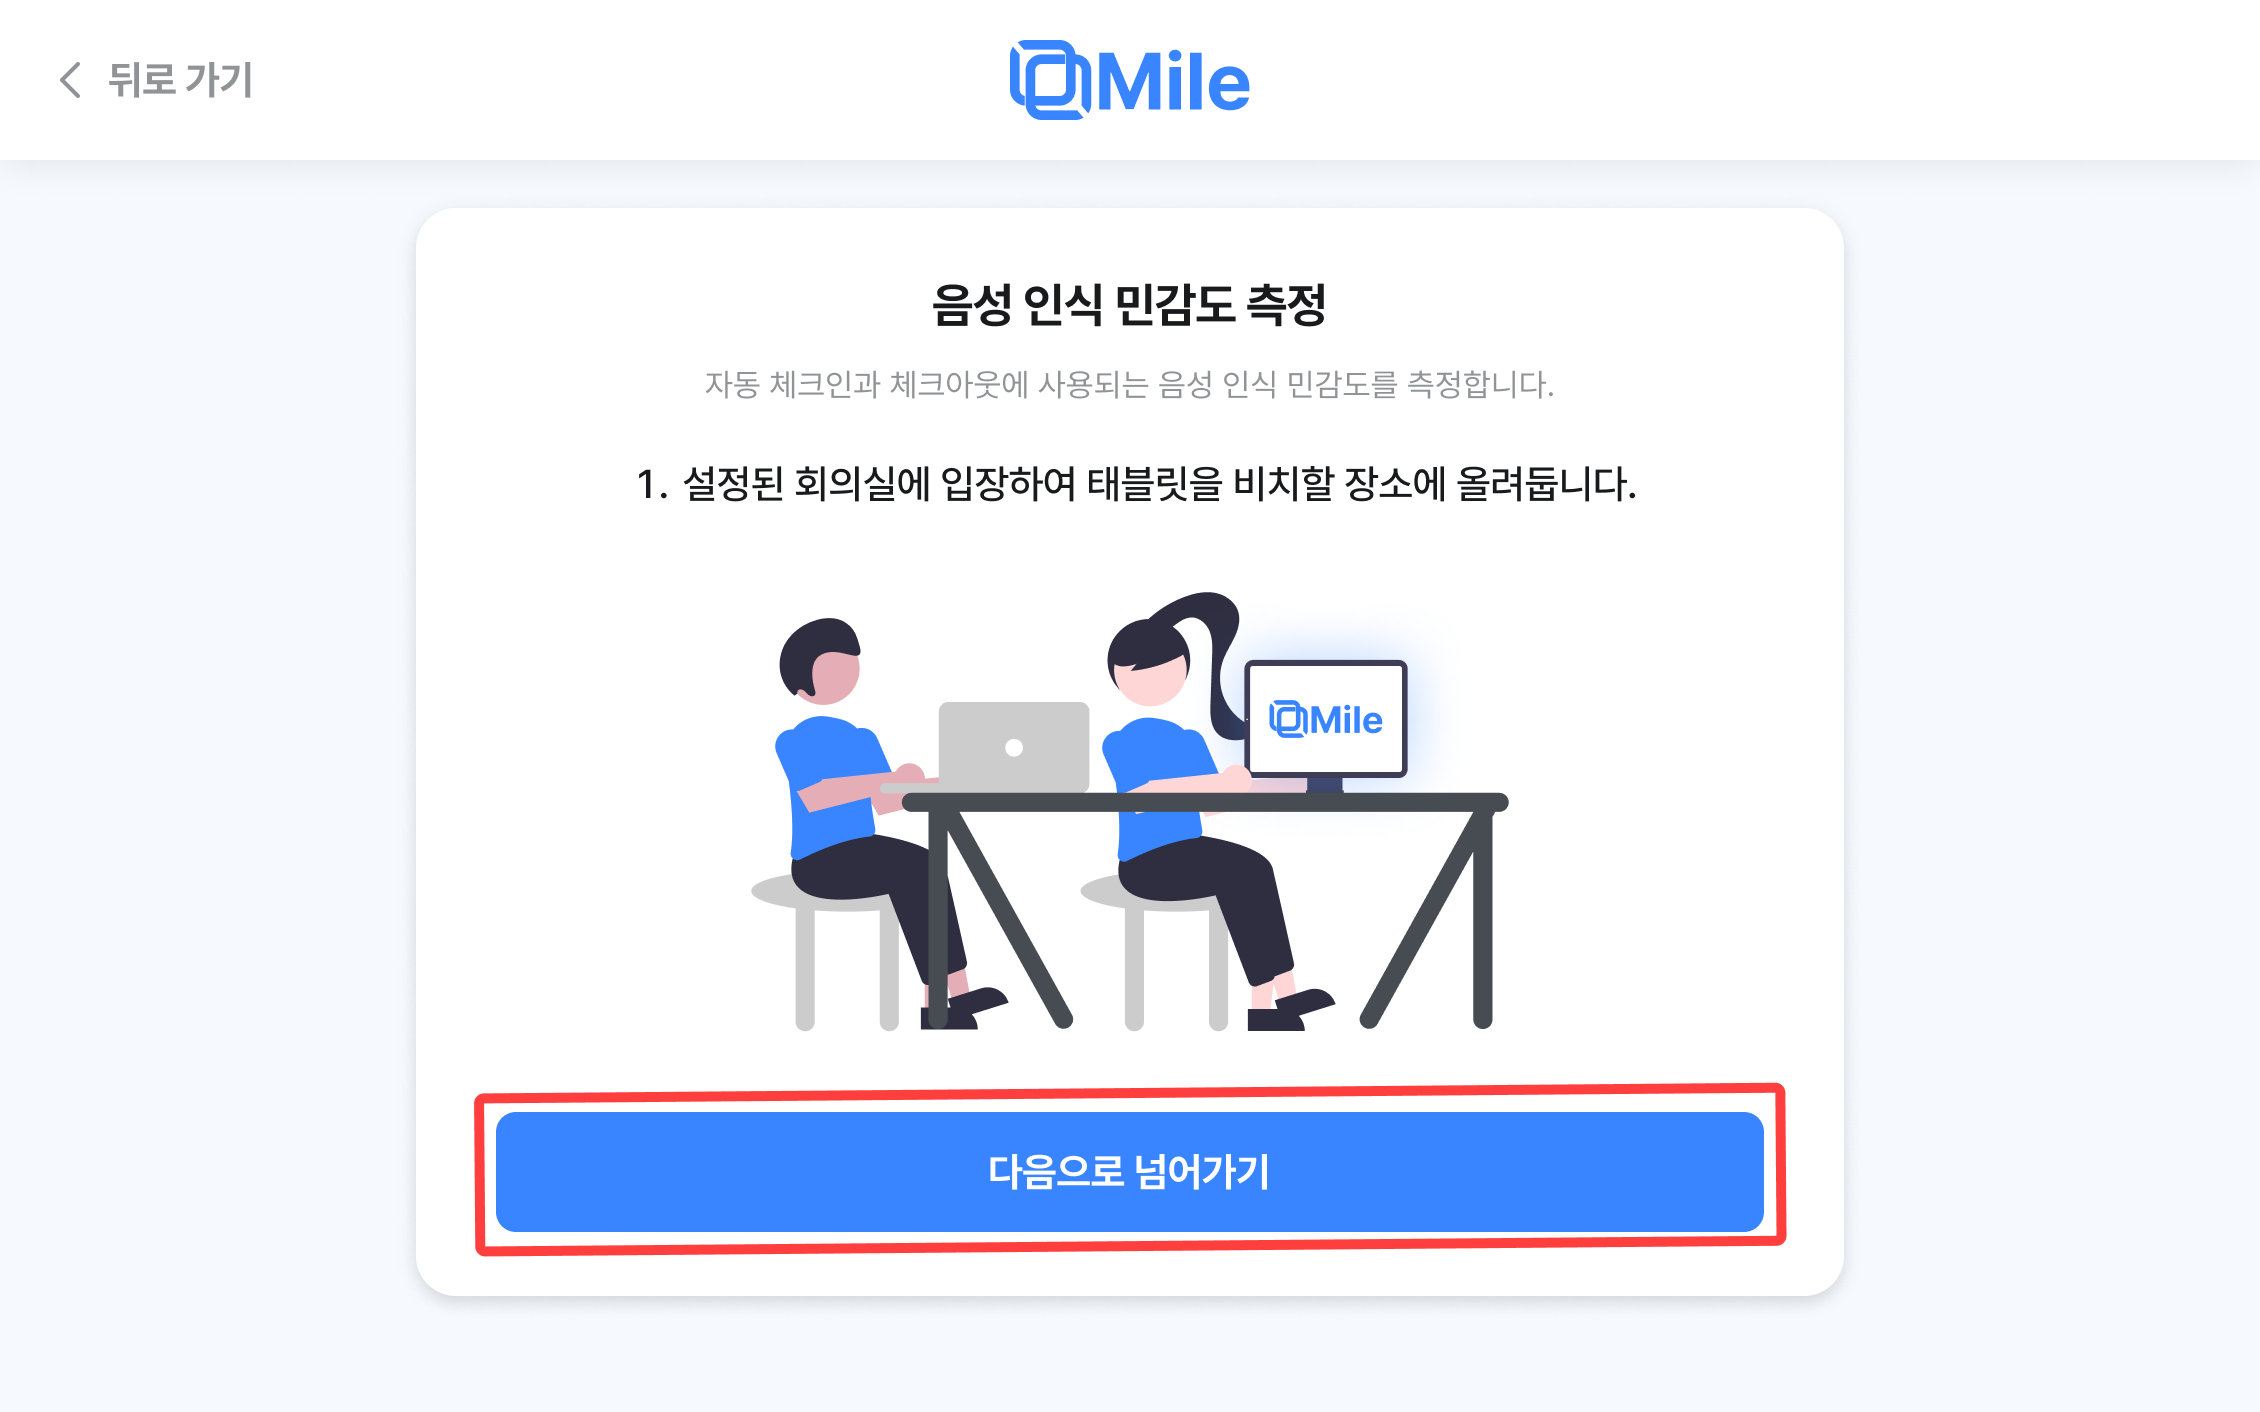 뒤로 가기
Mile
음성 인식 민감도 측정
자동 체크인과 체크아웃에 사용되는 음성 인식 민감도를 측정합니다.
1. 설정된 회의실에 입장하여 태블릿을 비치할 장소에 올려둡니다.
Mile
다음으로 넘어가기